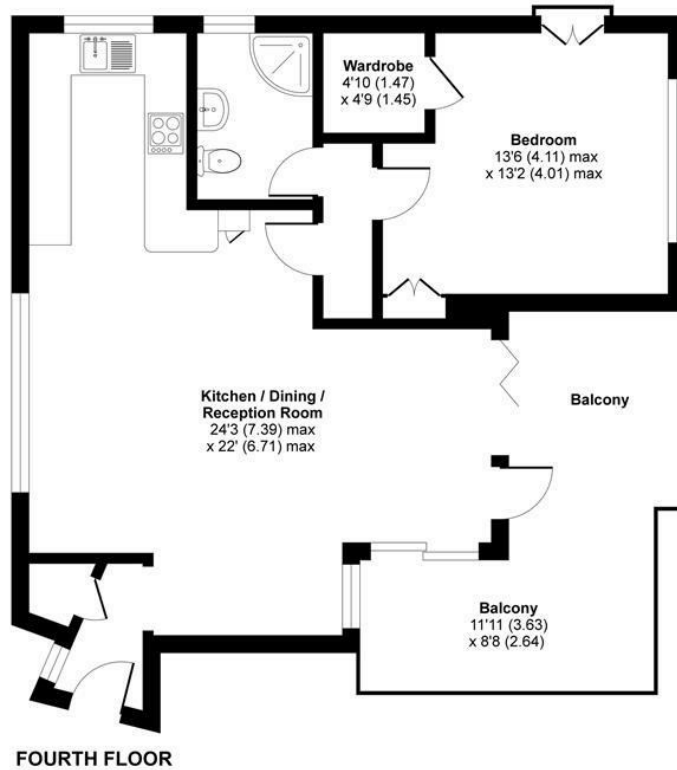 Wardrobe
4'10 (1.47)
x 4'9 (1.45)
Bedroom
13'6 (4.11) max
x 13'2 (4.01) max
Kitchen / Dining /
Reception Room
24'3 (7.39) max
x 22' (6.71) max
Balcony
Balcony
11'11 (3.63)
x 8'8 (2.64)
FOURTH FLOOR